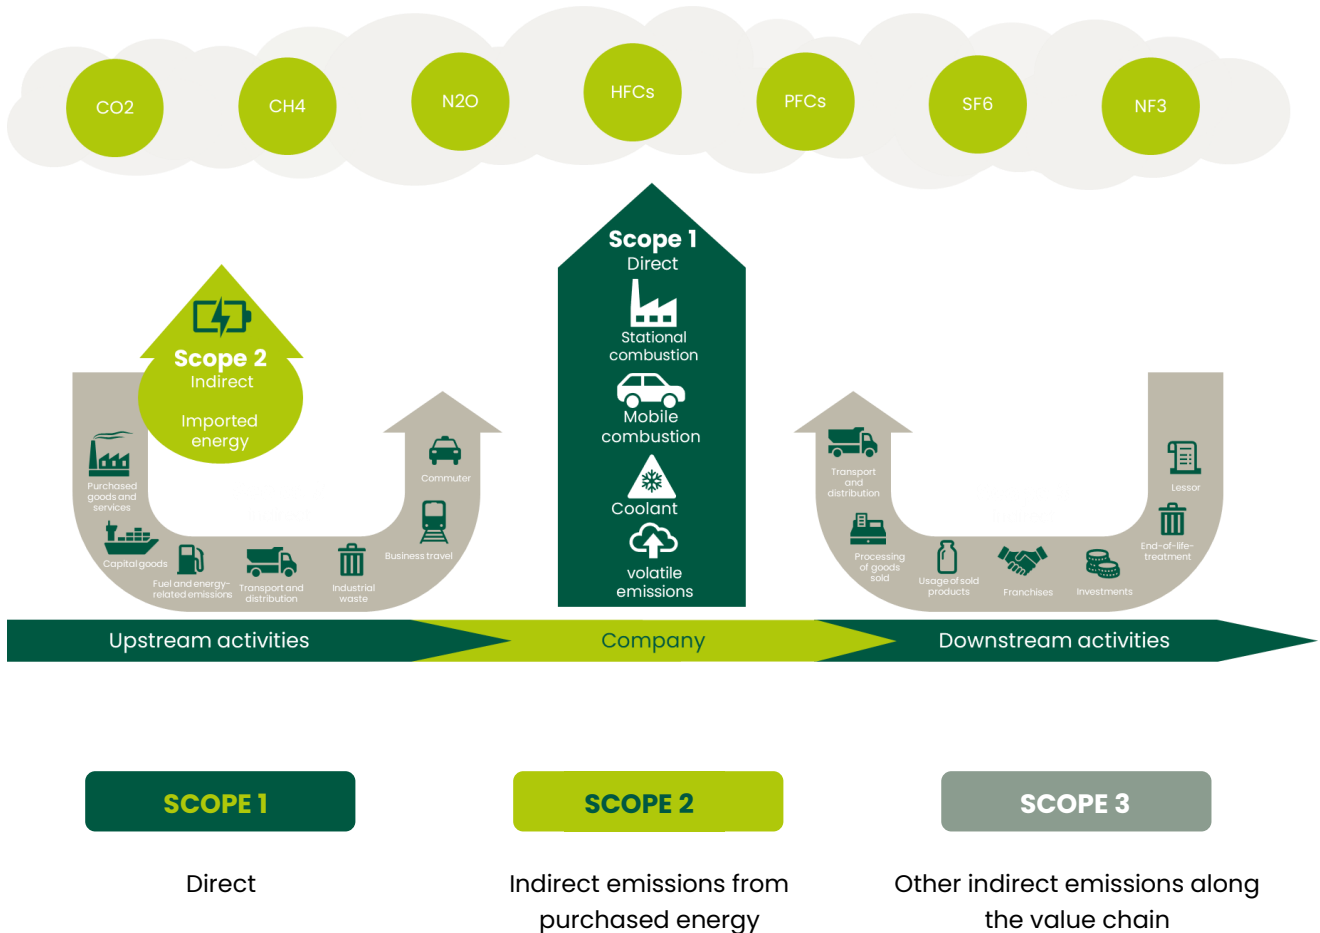 CO2
CH4
N2O
HFCs
PFCs
SF6
NF3
Scope 1
Direct
Stational
combustion
Mobile
combustion
Coolant
volatile
emissions
Scope 2
Indirect
Imported
energy
Purchased
goods and
services
Capital goods
Fuel and energy-
related emissions
Transport and
distribution
Industrial
waste
Business travel
Commuter
Transport
and
distribution
Processing
of goods
sold
Usage of sold
products
Franchises
Investments
End-of-life-
treatment
Lessor
Upstream activities
Company
Downstream activities
SCOPE 1
SCOPE 2
SCOPE 3
Direct
Indirect emissions from
purchased energy
Other indirect emissions along
the value chain